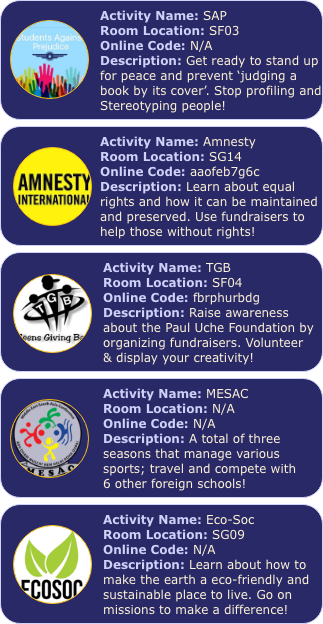 Students Against
Prejudice
Activity Name: SAP
Room Location: SF03
Online Code: N/A
Description: Get ready to stand up
for peace and prevent ‘judging a
book by its cover’. Stop profiling and
Stereotyping people!
AMNESTY
INTERNATIONAL
Activity Name: Amnesty
Room Location: SG14
Online Code: aaofeb7g6c
Description: Learn about equal
rights and how it can be maintained
and preserved. Use fundraisers to
help those without rights!
TGB
Teens Giving Ba
Activity Name: TGB
Room Location: SF04
Online Code: fbrphurbdg
Description: Raise awareness
about the Paul Uche Foundation by
organizing fundraisers. Volunteer
& display your creativity!
MESAC
Activity Name: MESAC
Room Location: N/A
Online Code: N/A
Description: A total of three
seasons that manage various
sports; travel and compete with
6 other foreign schools!
ECOSOC
Activity Name: Eco-Soc
Room Location: SG09
Online Code: N/A
Description: Learn about how to
make the earth a eco-friendly and
sustainable place to live. Go on
missions to make a difference!